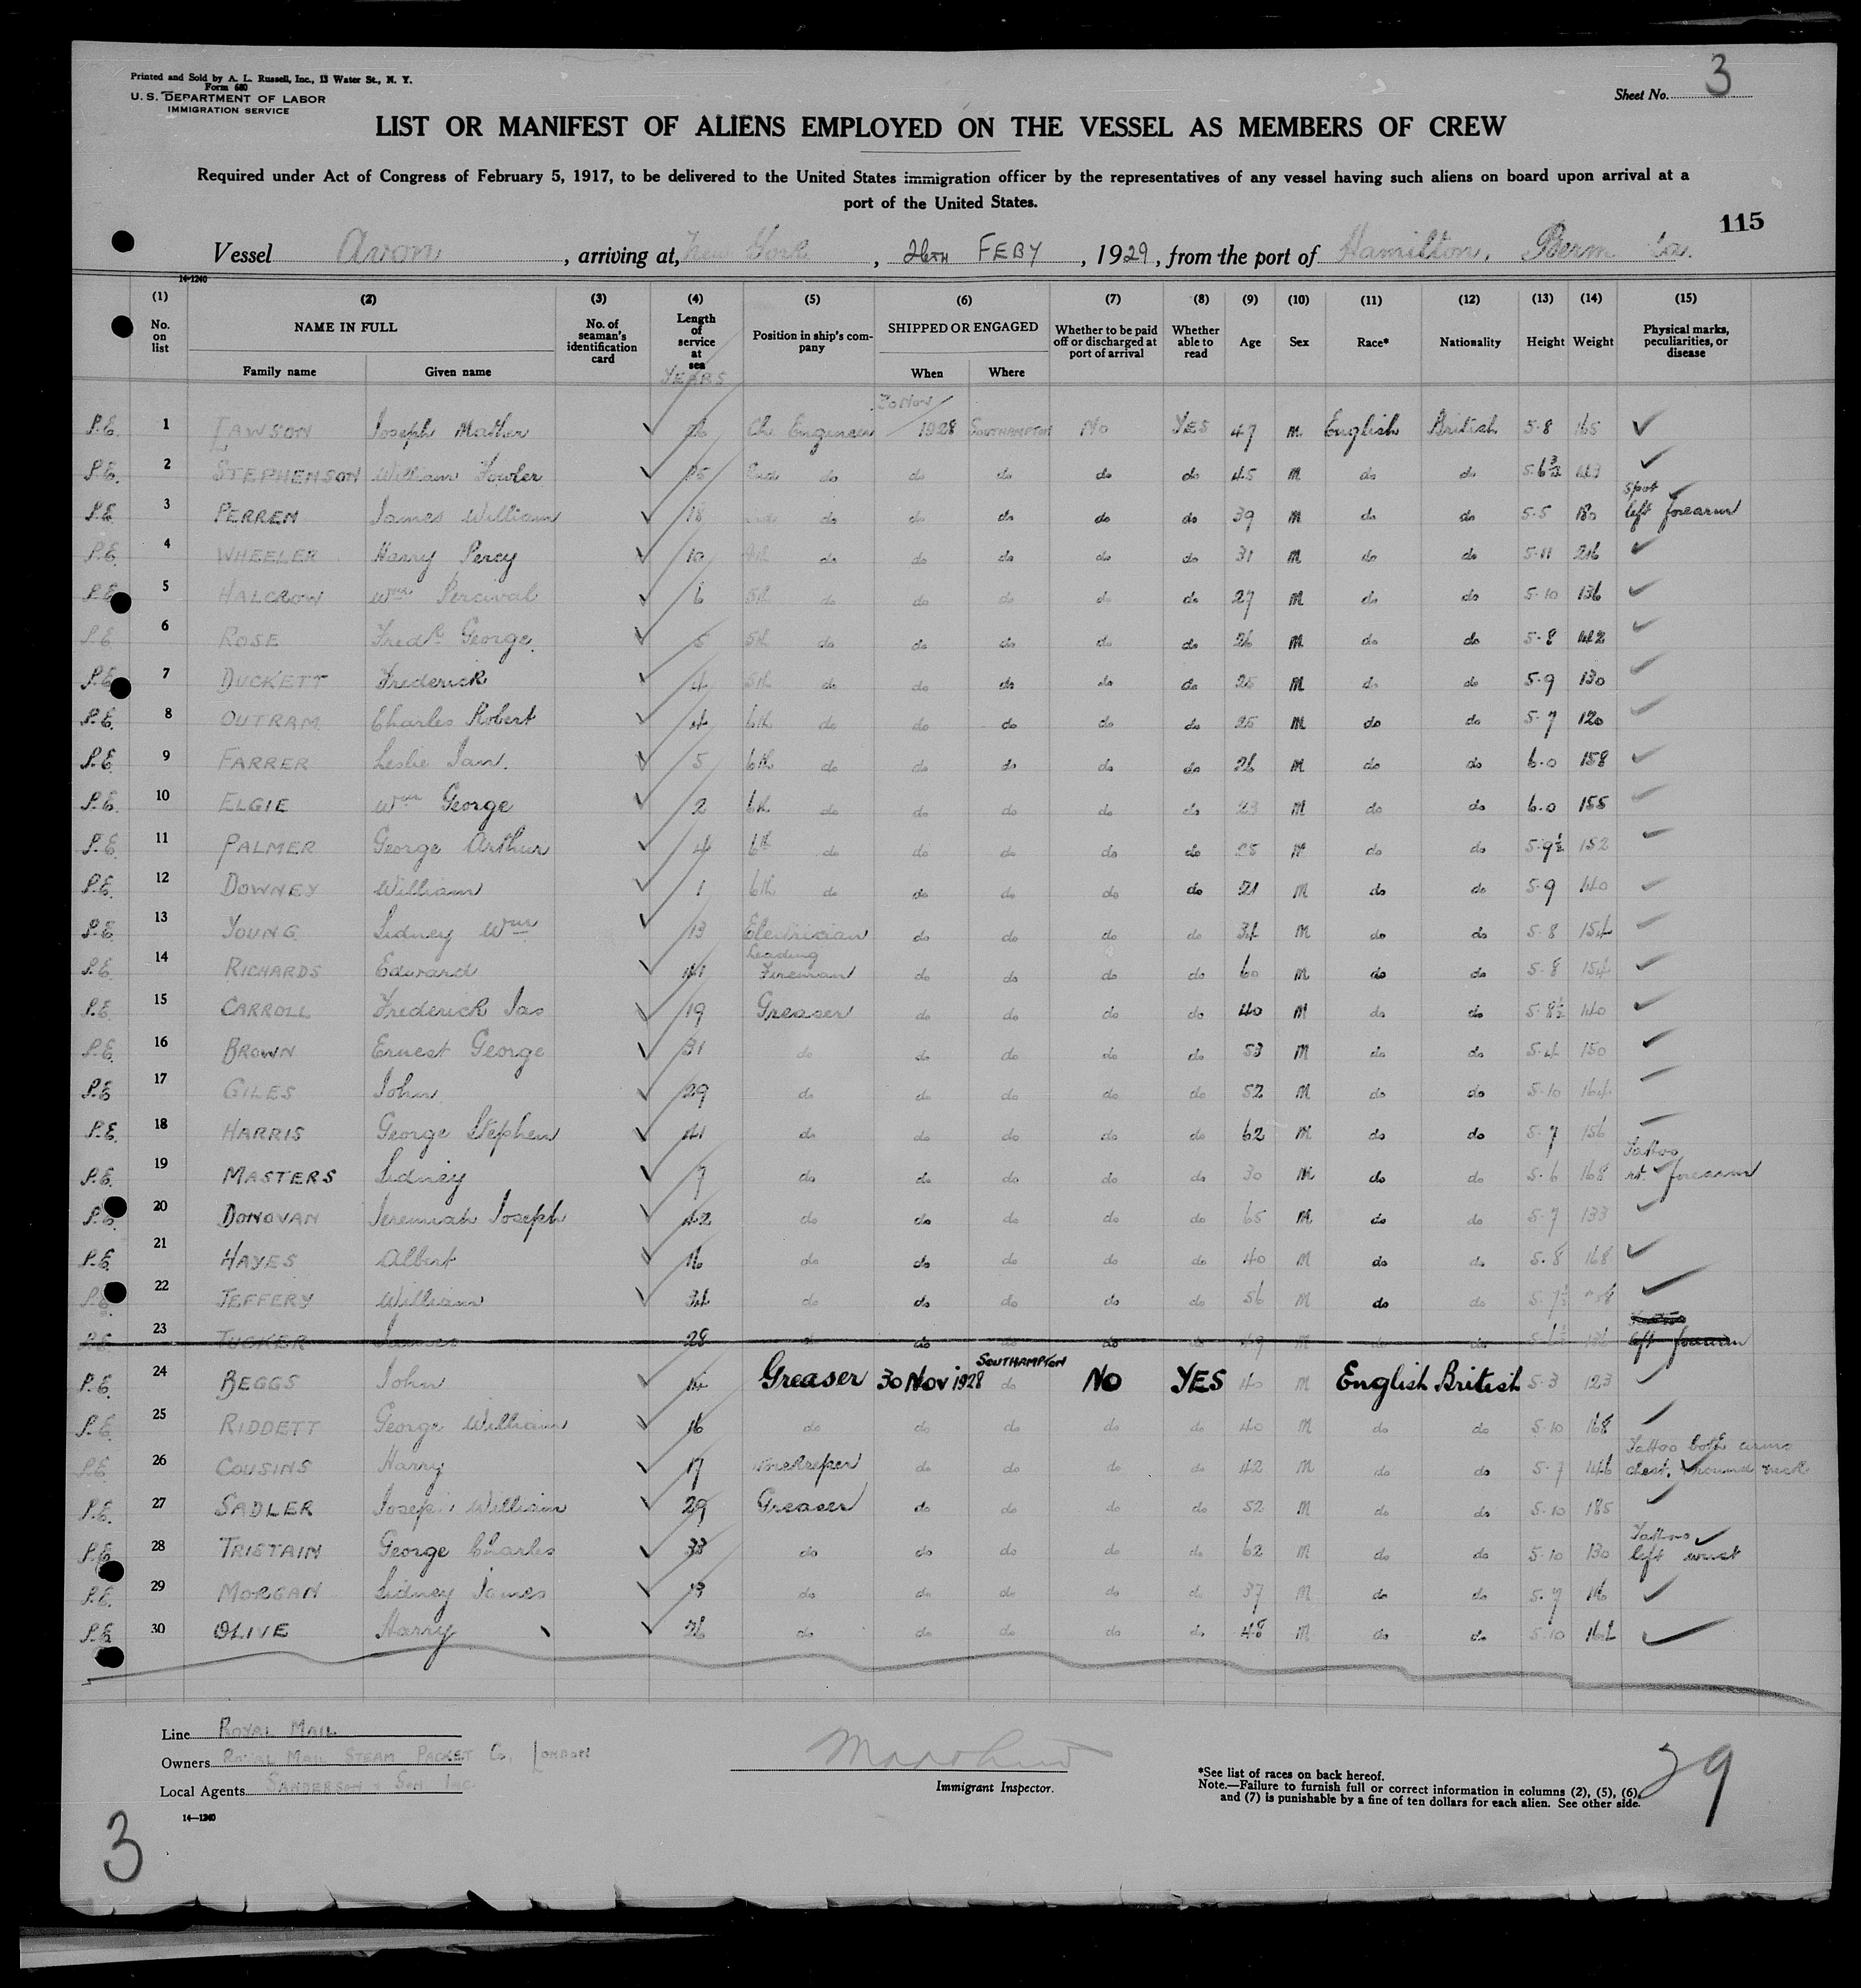 Printed and Sold by A. L. Russell, Inc., 13 Water St., N. Y.
Form 680
U. S. DEPARTMENT OF LABOR
IMMIGRATION SERVICE
Sheet No. 3
LIST OR MANIFEST OF ALIENS EMPLOYED ON THE VESSEL AS MEMBERS OF CREW
Required under Act of Congress of February 5, 1917, to be delivered to the United States immigration officer by the representatives of any vessel having such aliens on board upon arrival at a
port of the United States.
115
Vessel Avon, arriving at, New York, 26TH FEBY, 1929, from the port of Hamilton,
14-1240
(1) (2) (3) (4) (5) (6) (7) (8) (9) (10) (11) (12) (13) (14) (15)
No. on list NAME IN FULL Family name Given name No. of seaman's identification card Length of service at sea YEARS Position in ship's company SHIPPED OR ENGAGED When Where Whether to be paid off or discharged at port of arrival Whether able to read Age Sex Race* Nationality Height Weight Physical marks, peculiarities, or disease
P.E. 1 Joseph Mather 26 Ch. Engineer 30 Nov 1928 SOUTHAMPTON No YES 47 M English British 5-8 165
P.E. 2 STEPHENSON William Fowler 25 2nd do do do do do 45 M do do
P.E. 3 PERREN James William 18 do do do do do 39 M do do 5-5 180 spot left forearm
P.E. 4 WHEELER Harry Percy 10 4th do do do do do 31 M do do 5-11 216
P.E. 5 HALCROW Wm Percival 6 5th do do do do do 27 M do do 5-10 136
P.E. 6 ROSE Fredk George 5 5th do do do do do 26 M do do 5-8 142
P.E. 7 DUCKETT Frederick 4 5th do do do do do 25 M do do 5-9 130
P.E. 8 OUTRAM Charles Robert 4 6th do do do do do 25 M do do 5-7 120
P.E. 9 FARRER Leslie Ian. 5 6th do do do do do 26 M do do 6-0 158
P.E. 10 ELGIE Wm George 2 6th do do do do do 23 M do do 6-0 155
P.E. 11 PALMER George Arthur 4 6th do do do do do 25 M do do 5-9½ 152
P.E. 12 DOWNEY William 1 6th do do do do do 21 M do do 5-9 140
P.E. 13 YOUNG Sidney Wm 13 Electrician do do do do 34 M do do 5-8 154
P.E. 14 RICHARDS Edward 41 Leading Fireman do do do do 60 M do do 5-8 154
P.E. 15 CARROLL Frederick Jas 19 Greaser do do do do 40 M do do 5-8½ 140
P.E. 16 BROWN Ernest George 31 do do do do do 53 M do do 5-4 150
P.E. 17 GILES John 29 do do do do do 52 M do do 5-10 164
P.E. 18 HARRIS George Stephen 41 do do do do do 62 M do do 5-7 156
P.E. 19 MASTERS Sidney 7 do do do do do 30 M do do 5-6 168 Tattoo rt. forearm
P.E. 20 DONOVAN Jeremiah Joseph 42 do do do do do 65 M do do 5-7 133
P.E. 21 HAYES Albert 16 do do do do do 40 M do do 5-8 168
P.E. 22 JEFFERY William 34 do do do do do 56 M do do 5-7½
P.E. 23 TUCKER James 28 do do do do do 49 M do do left forearm
P.E. 24 BEGGS John 14 Greaser 30 Nov 1928 SOUTHAMPTON do No YES 40 M English British 5-3 123
P.E. 25 RIDDETT George William 16 do do do do do 40 M do do 5-10 168
P.E. 26 COUSINS Harry 17 Storekeeper do do do do 42 M do do 5-7 146 Tattoo both arms chest, round neck
P.E. 27 SADLER Joseph William 29 Greaser do do do do 52 M do do 5-10 185
P.E. 28 TRISTAIN George Charles 33 do do do do do 62 M do do 5-10 130 Tattoo left wrist
P.E. 29 MORGAN Sidney James do do do do do 37 M do do 5-7
P.E. 30 OLIVE Harry 26 do do do do do 48 M do do 5-10
Line ROYAL MAIL
Owners ROYAL MAIL STEAM PACKET Co, LONDON
Local Agents SANDERSON & SON INC
Immigrant Inspector.
*See list of races on back hereof.
Note.—Failure to furnish full or correct information in columns (2), (5), (6),
and (7) is punishable by a fine of ten dollars for each alien. See other side.
29
14—1240
3